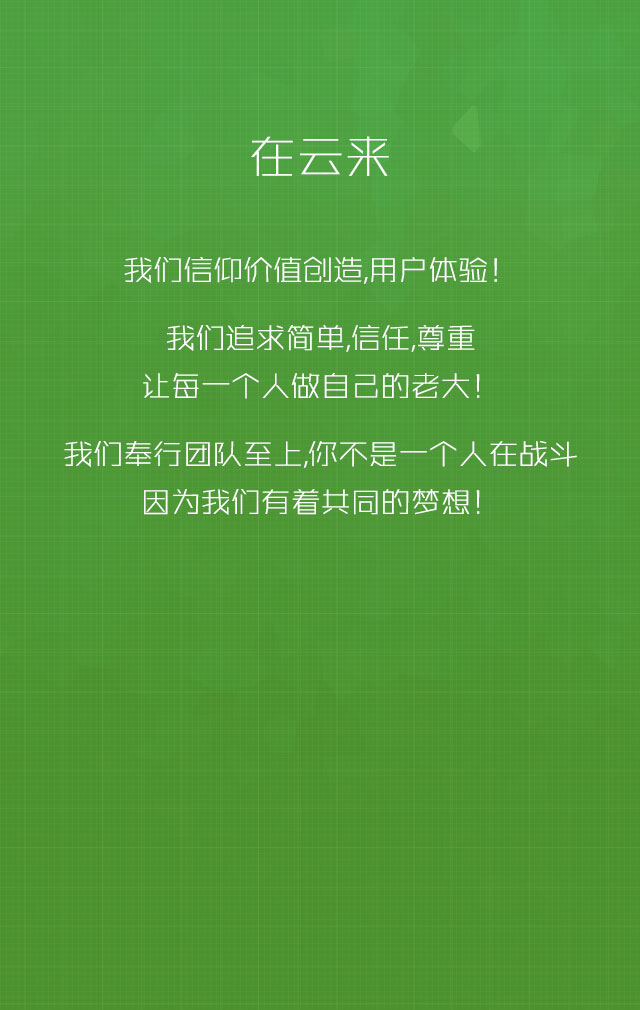 在云来
我们信仰价值创造,用户体验!
我们追求简单,信任,尊重
让每一个人做自己的老大!
我们奉行团队至上,你不是一个人在战斗
因为我们有着共同的梦想!